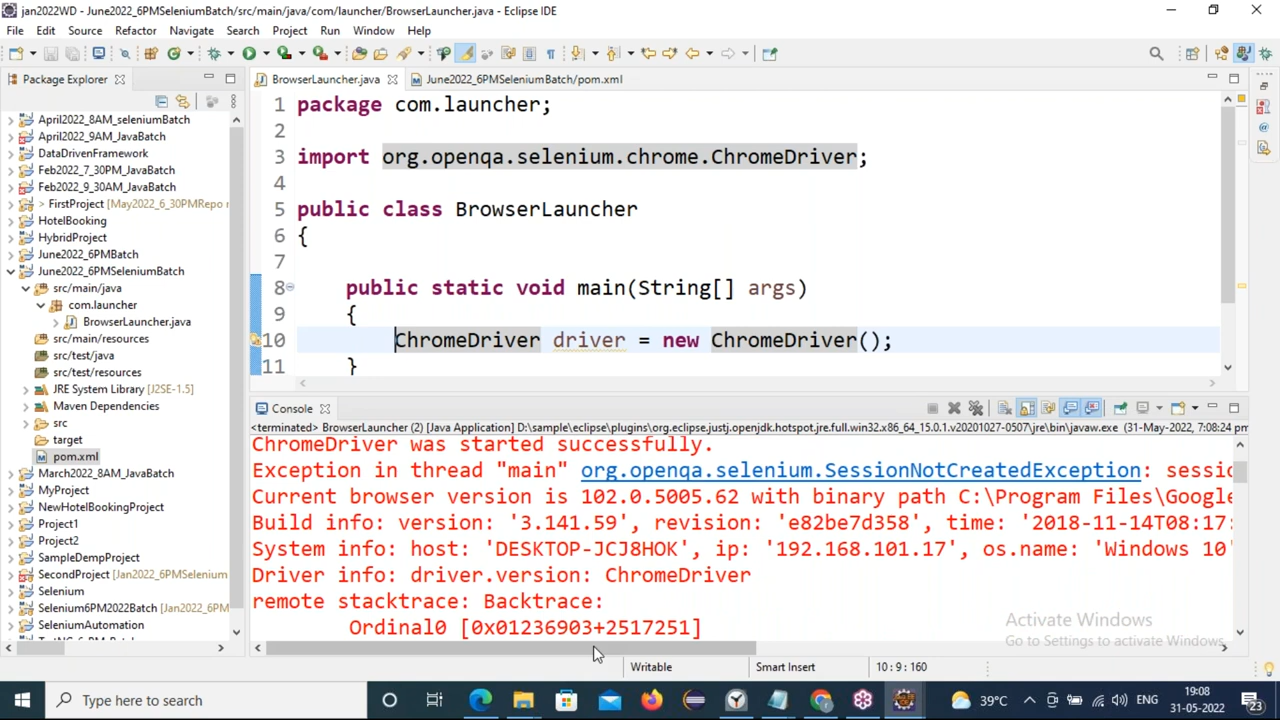 jan2022WD - June2022_6PMSeleniumBatch/src/main/java/com/launcher/BrowserLauncher.java - Eclipse IDE
File Edit Source Refactor Navigate Search Project Run Window Help
Package Explorer
BrowserLauncher.java
June2022_6PMSeleniumBatch/pom.xml
April2022_8AM_seleniumBatch
April2022_9AM_JavaBatch
DataDrivenFramework
Feb2022_7_30PM_JavaBatch
Feb2022_9_30AM_JavaBatch
> FirstProject [May2022_6_30PMRepo
HotelBooking
HybridProject
June2022_6PMBatch
June2022_6PMSeleniumBatch
src/main/java
com.launcher
BrowserLauncher.java
src/main/resources
src/test/java
src/test/resources
JRE System Library [J2SE-1.5]
Maven Dependencies
src
target
pom.xml
March2022_8AM_JavaBatch
MyProject
NewHotelBookingProject
Project1
Project2
SampleDempProject
SecondProject [Jan2022_6PMSelenium
Selenium
Selenium6PM2022Batch [Jan2022_6PM
SeleniumAutomation
1 package com.launcher;
2
3 import org.openqa.selenium.chrome.ChromeDriver;
4
5 public class BrowserLauncher
6 {
7
8 public static void main(String[] args)
9 {
10 ChromeDriver driver = new ChromeDriver();
11 }
Console
<terminated> BrowserLauncher (2) [Java Application] D:\sample\eclipse\plugins\org.eclipse.justj.openjdk.hotspot.jre.full.win32.x86_64_15.0.1.v20201027-0507\jre\bin\javaw.exe (31-May-2022, 7:08:24 pm
ChromeDriver was started successfully.
Exception in thread "main" org.openqa.selenium.SessionNotCreatedException: sessio
Current browser version is 102.0.5005.62 with binary path C:\Program Files\Google
Build info: version: '3.141.59', revision: 'e82be7d358', time: '2018-11-14T08:17:
System info: host: 'DESKTOP-JCJ8HOK', ip: '192.168.101.17', os.name: 'Windows 10'
Driver info: driver.version: ChromeDriver
remote stacktrace: Backtrace:
Ordinal0 [0x01236903+2517251]
Activate Windows
Go to Settings to activate Windows.
Writable Smart Insert 10 : 9 : 160
Type here to search
39°C ENG 19:08
31-05-2022
23